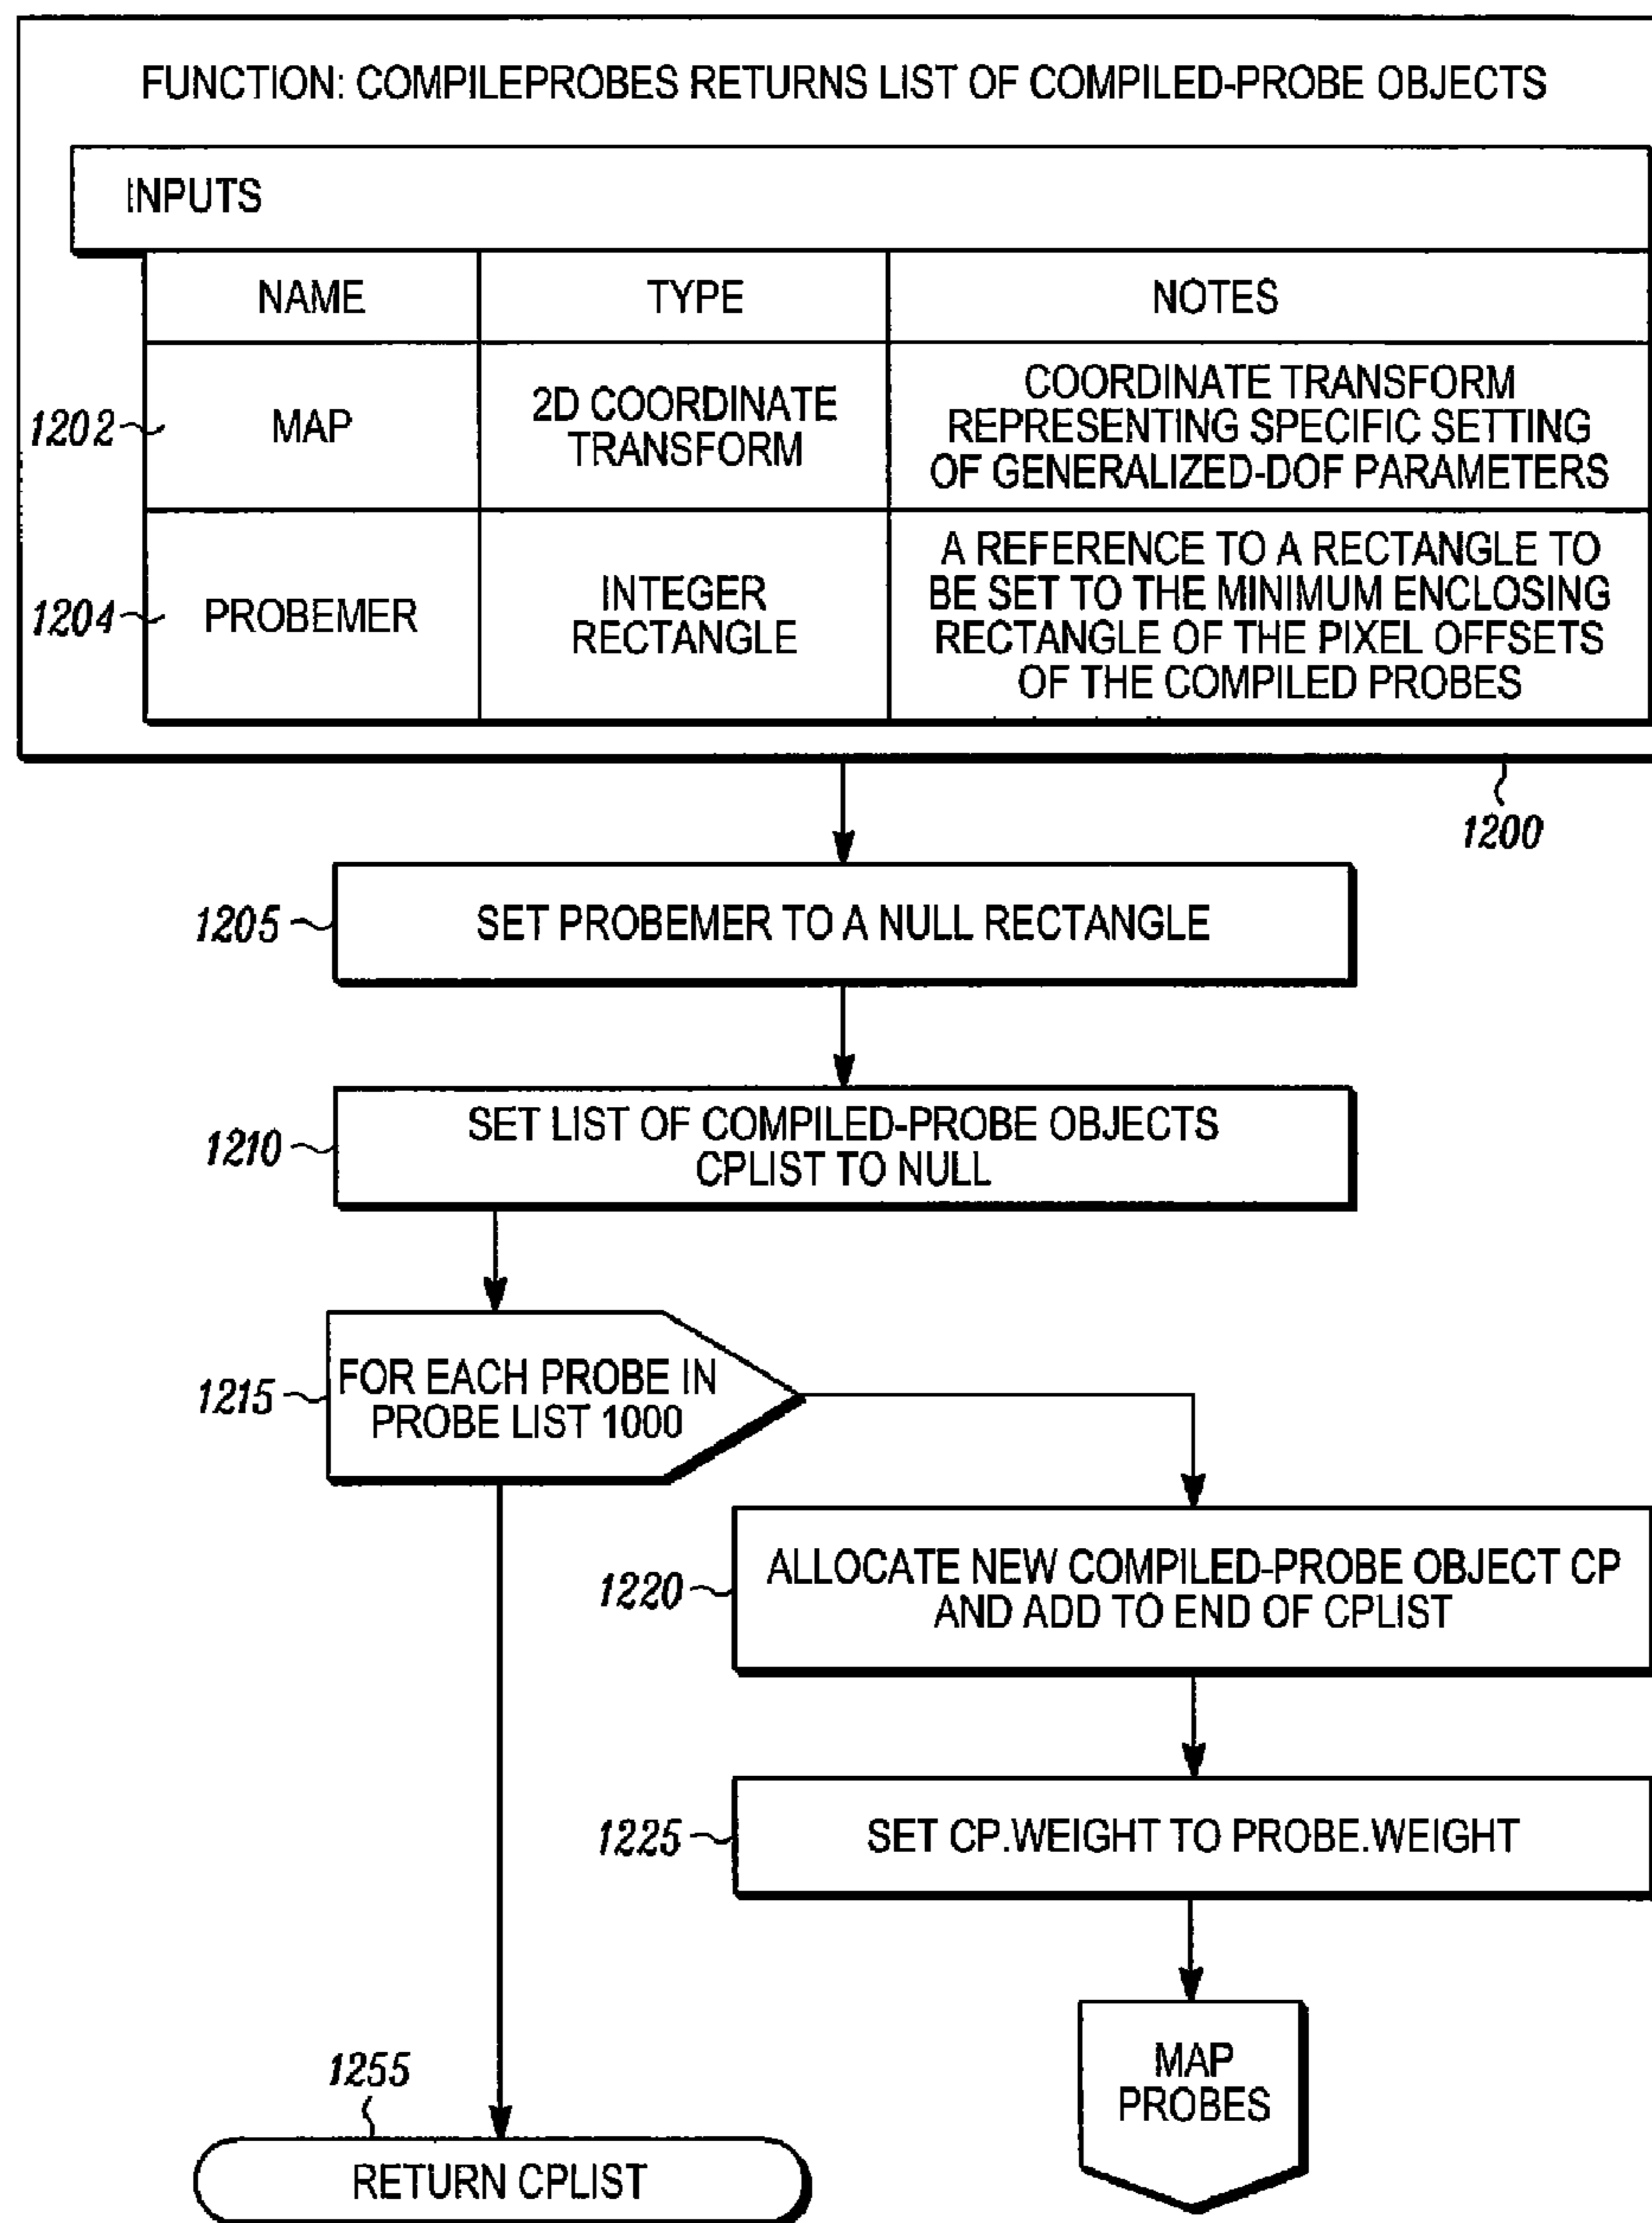 FUNCTION: COMPILEPROBES RETURNS LIST OF COMPILED-PROBE OBJECTS
INPUTS
NAME
TYPE
NOTES
1202
MAP
2D COORDINATE
TRANSFORM
COORDINATE TRANSFORM
REPRESENTING SPECIFIC SETTING
OF GENERALIZED-DOF PARAMETERS
1204
PROBEMER
INTEGER
RECTANGLE
A REFERENCE TO A RECTANGLE TO
BE SET TO THE MINIMUM ENCLOSING
RECTANGLE OF THE PIXEL OFFSETS
OF THE COMPILED PROBES
1200
1205
SET PROBEMER TO A NULL RECTANGLE
1210
SET LIST OF COMPILED-PROBE OBJECTS
CPLIST TO NULL
1215
FOR EACH PROBE IN
PROBE LIST 1000
1220
ALLOCATE NEW COMPILED-PROBE OBJECT CP
AND ADD TO END OF CPLIST
1225
SET CP.WEIGHT TO PROBE.WEIGHT
MAP
PROBES
1255
RETURN CPLIST